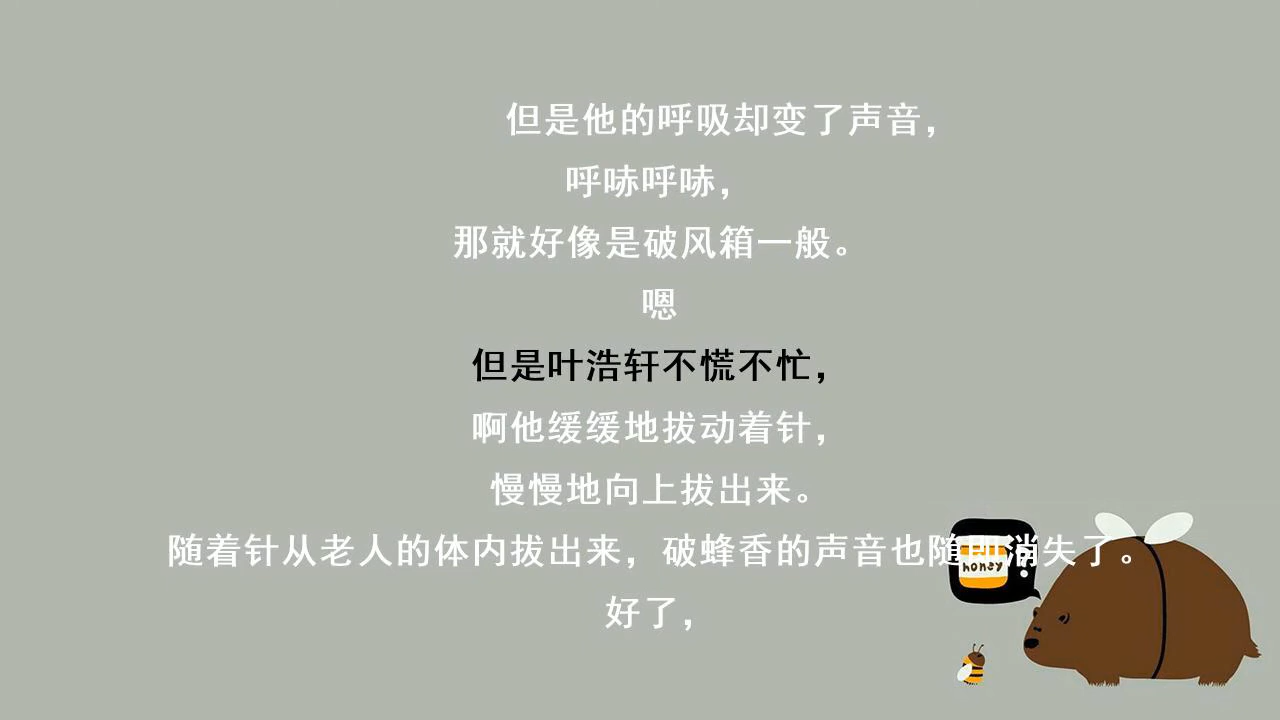 但是他的呼吸却变了声音，
呼哧呼哧，
那就好像是破风箱一般。
嗯
但是叶浩轩不慌不忙，
啊他缓缓地拔动着针，
慢慢地向上拔出来。
随着针从老人的体内拔出来，破蜂香的声音也随即消失了。
honey
好了，